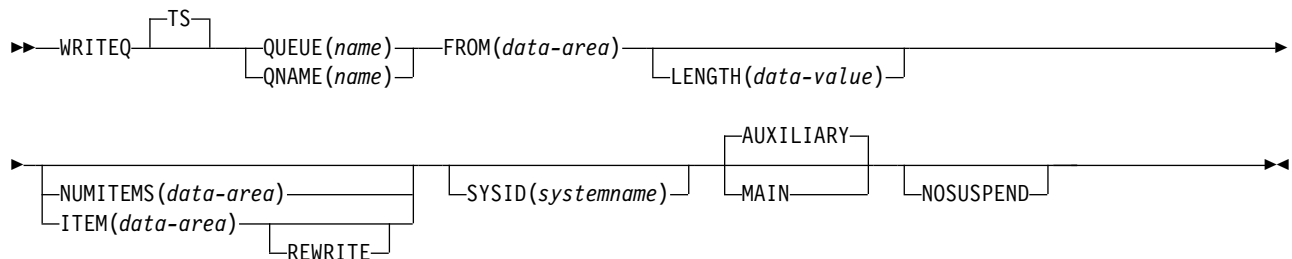 TS
WRITEQ QUEUE(name) FROM(data-area)
QNAME(name) LENGTH(data-value)
AUXILIARY
NUMITEMS(data-area) SYSID(systemname) MAIN NOSUSPEND
ITEM(data-area)
REWRITE